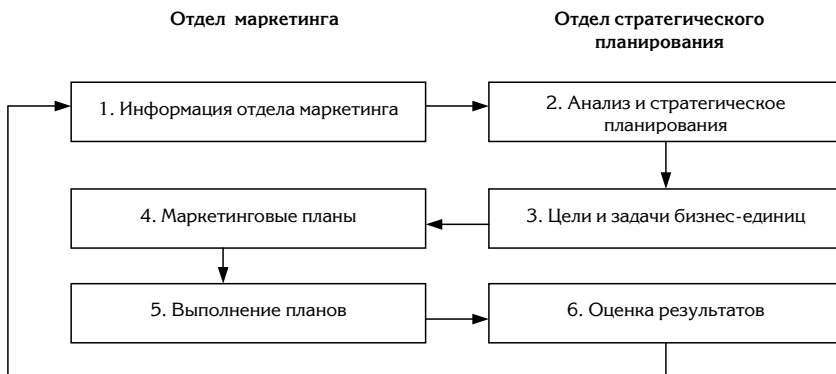 Отдел маркетинга
Отдел стратегического
планирования
1. Информация отдела маркетинга
2. Анализ и стратегическое
планирования
4. Маркетинговые планы
3. Цели и задачи бизнес-единиц
5. Выполнение планов
6. Оценка результатов